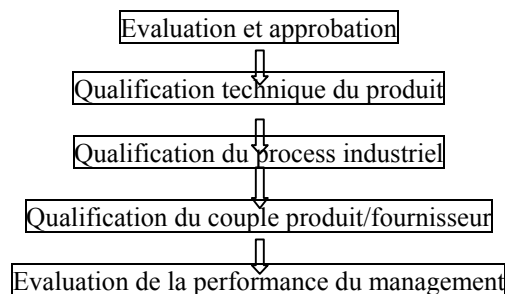 Evaluation et approbation
Qualification technique du produit
Qualification du process industriel
Qualification du couple produit/fournisseur
Evaluation de la performance du management